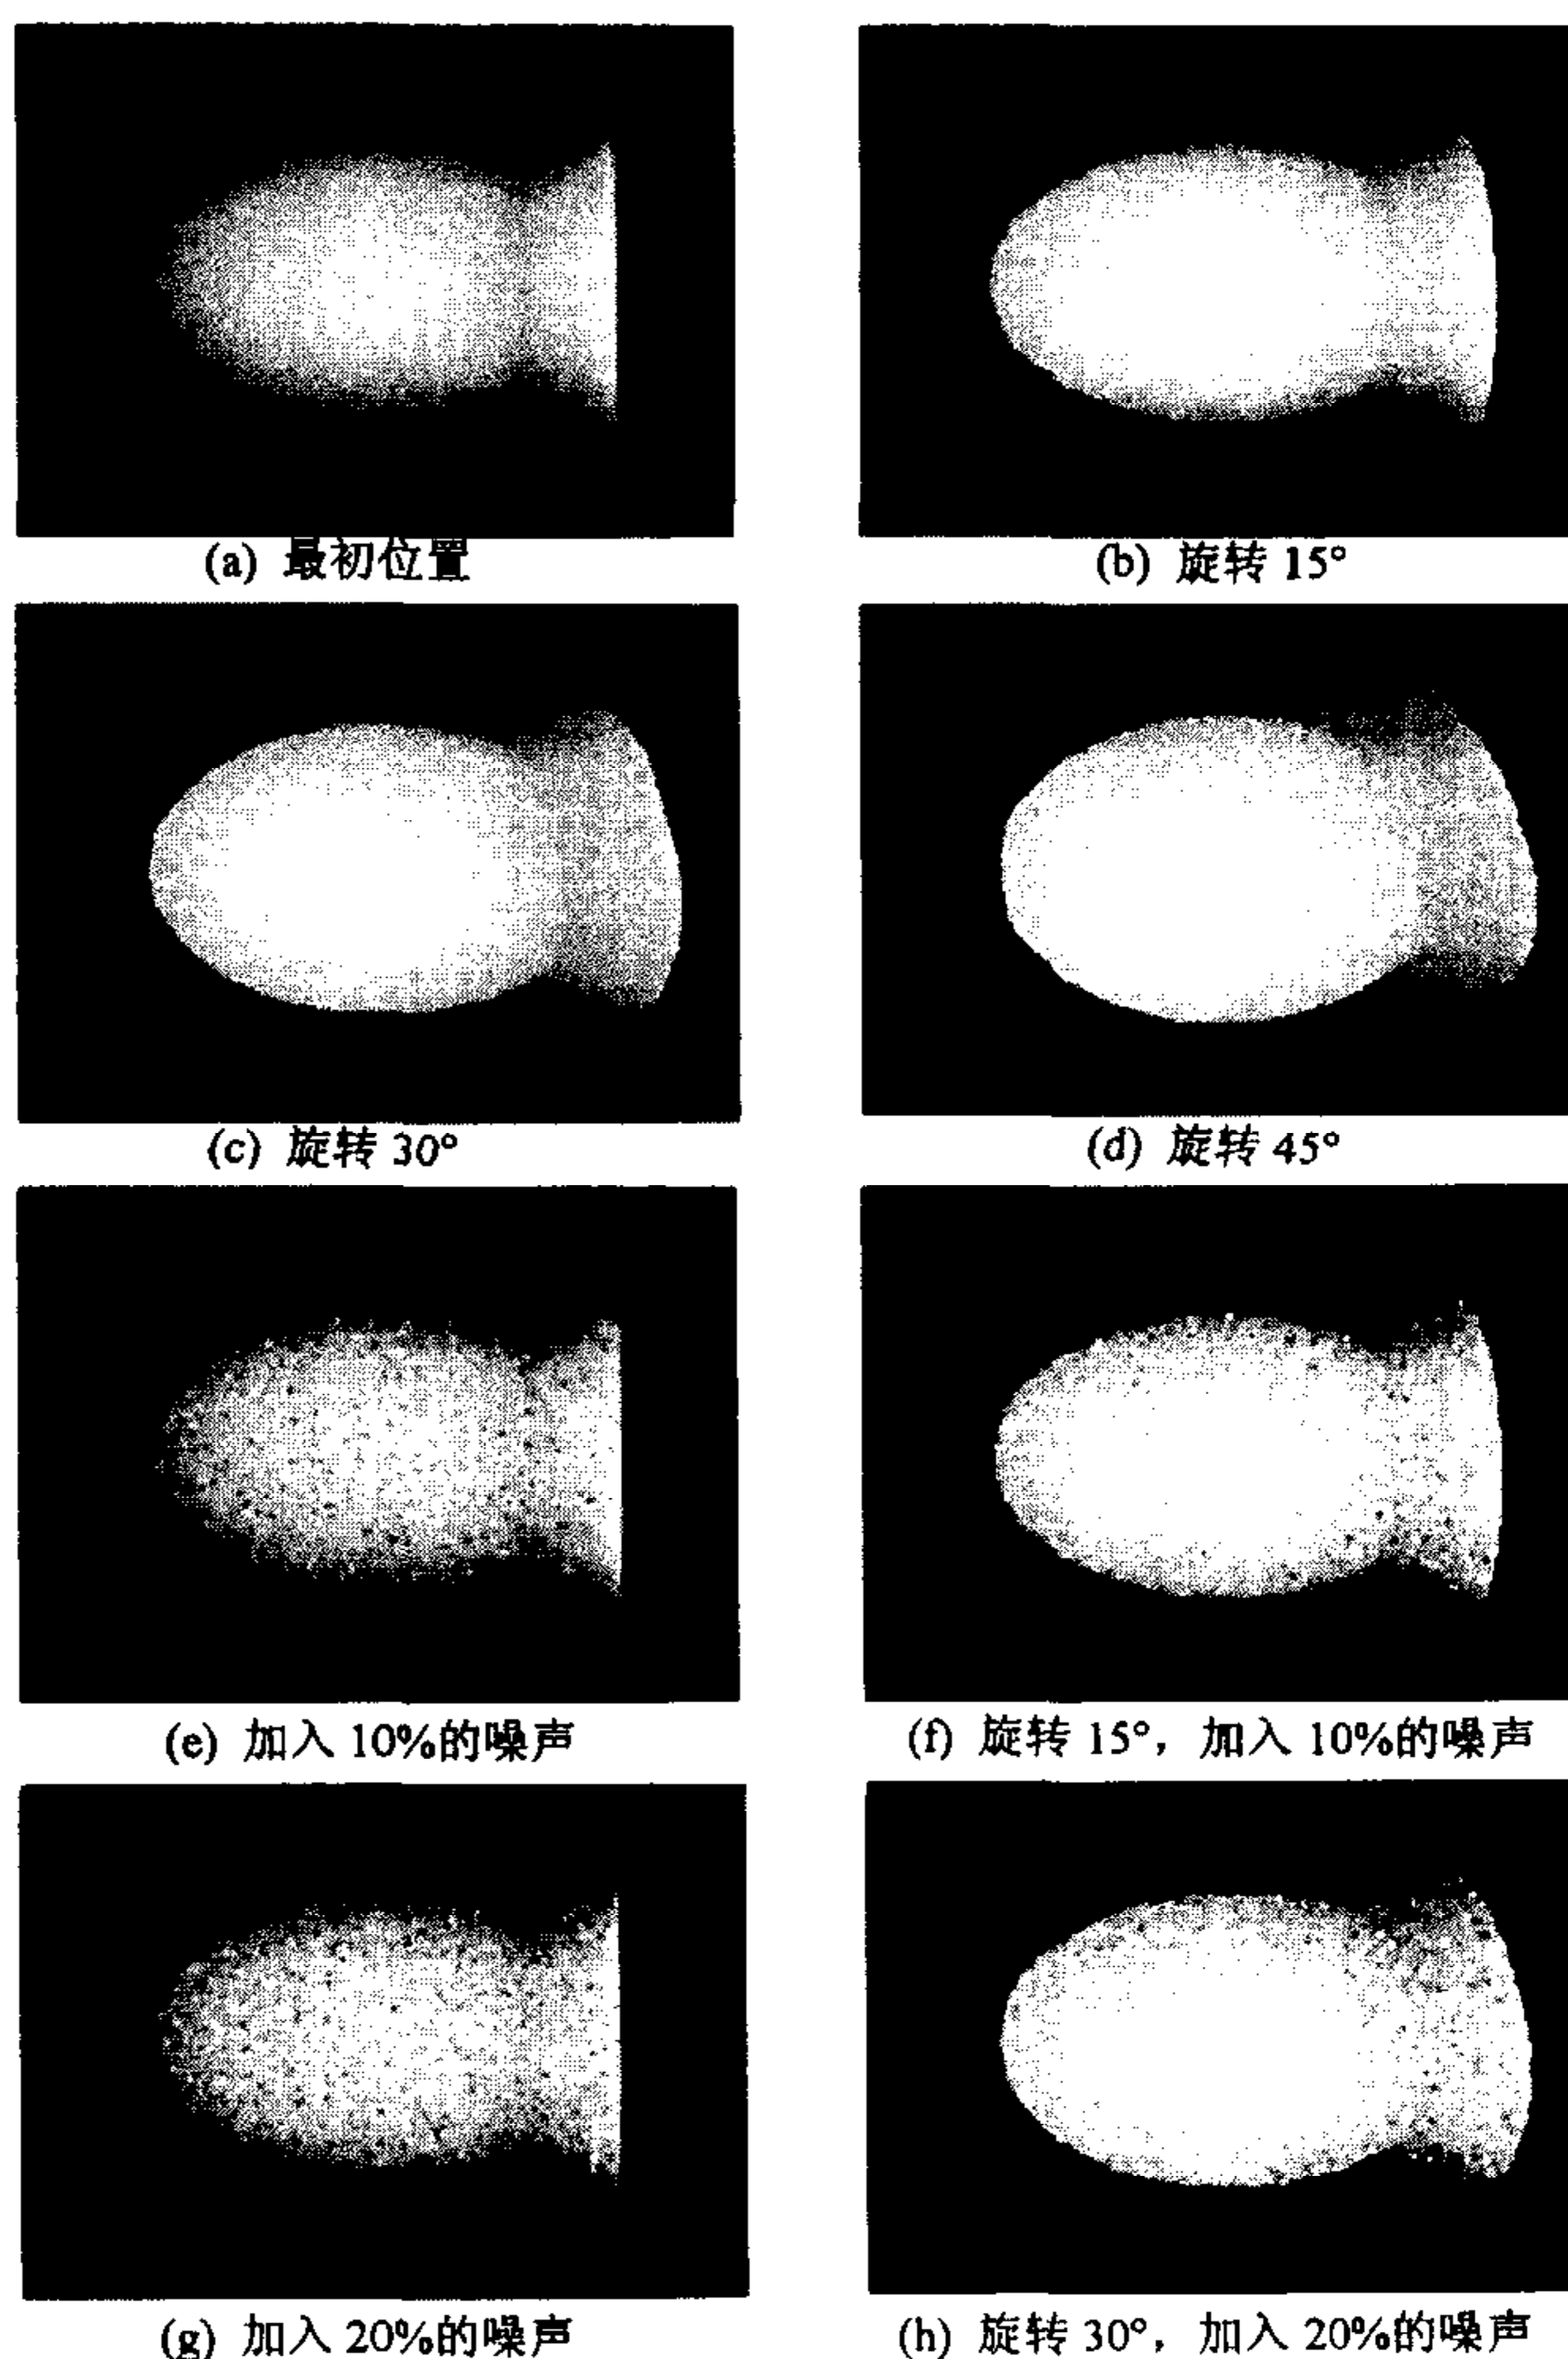 (a) 最初位置
(b) 旋转 15°
(c) 旋转 30°
(d) 旋转 45°
(e) 加入 10%的噪声
(f) 旋转 15°，加入 10%的噪声
(g) 加入 20%的噪声
(h) 旋转 30°，加入 20%的噪声